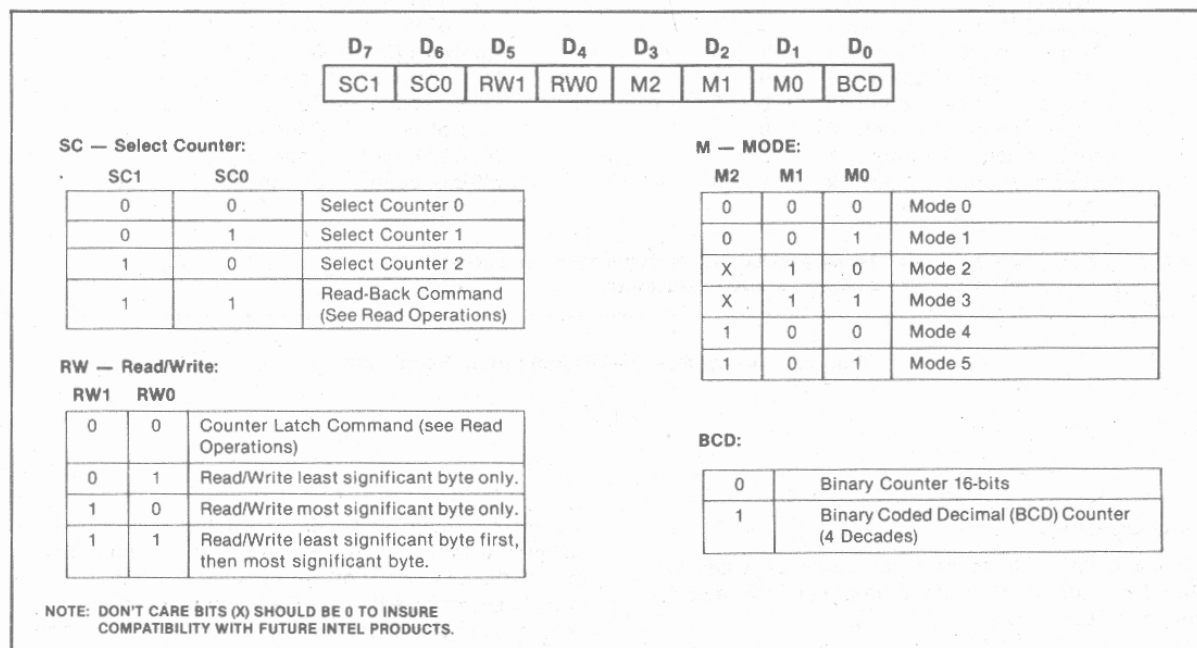 D7 D6 D5 D4 D3 D2 D1 D0
SC1 SC0 RW1 RW0 M2 M1 M0 BCD
SC — Select Counter:
SC1 SC0
0 0 Select Counter 0
0 1 Select Counter 1
1 0 Select Counter 2
1 1 Read-Back Command
(See Read Operations)
RW — Read/Write:
RW1 RW0
0 0 Counter Latch Command (see Read
Operations)
0 1 Read/Write least significant byte only.
1 0 Read/Write most significant byte only.
1 1 Read/Write least significant byte first,
then most significant byte.
M — MODE:
M2 M1 M0
0 0 0 Mode 0
0 0 1 Mode 1
X 1 0 Mode 2
X 1 1 Mode 3
1 0 0 Mode 4
1 0 1 Mode 5
BCD:
0 Binary Counter 16-bits
1 Binary Coded Decimal (BCD) Counter
(4 Decades)
NOTE: DON'T CARE BITS (X) SHOULD BE 0 TO INSURE
COMPATIBILITY WITH FUTURE INTEL PRODUCTS.